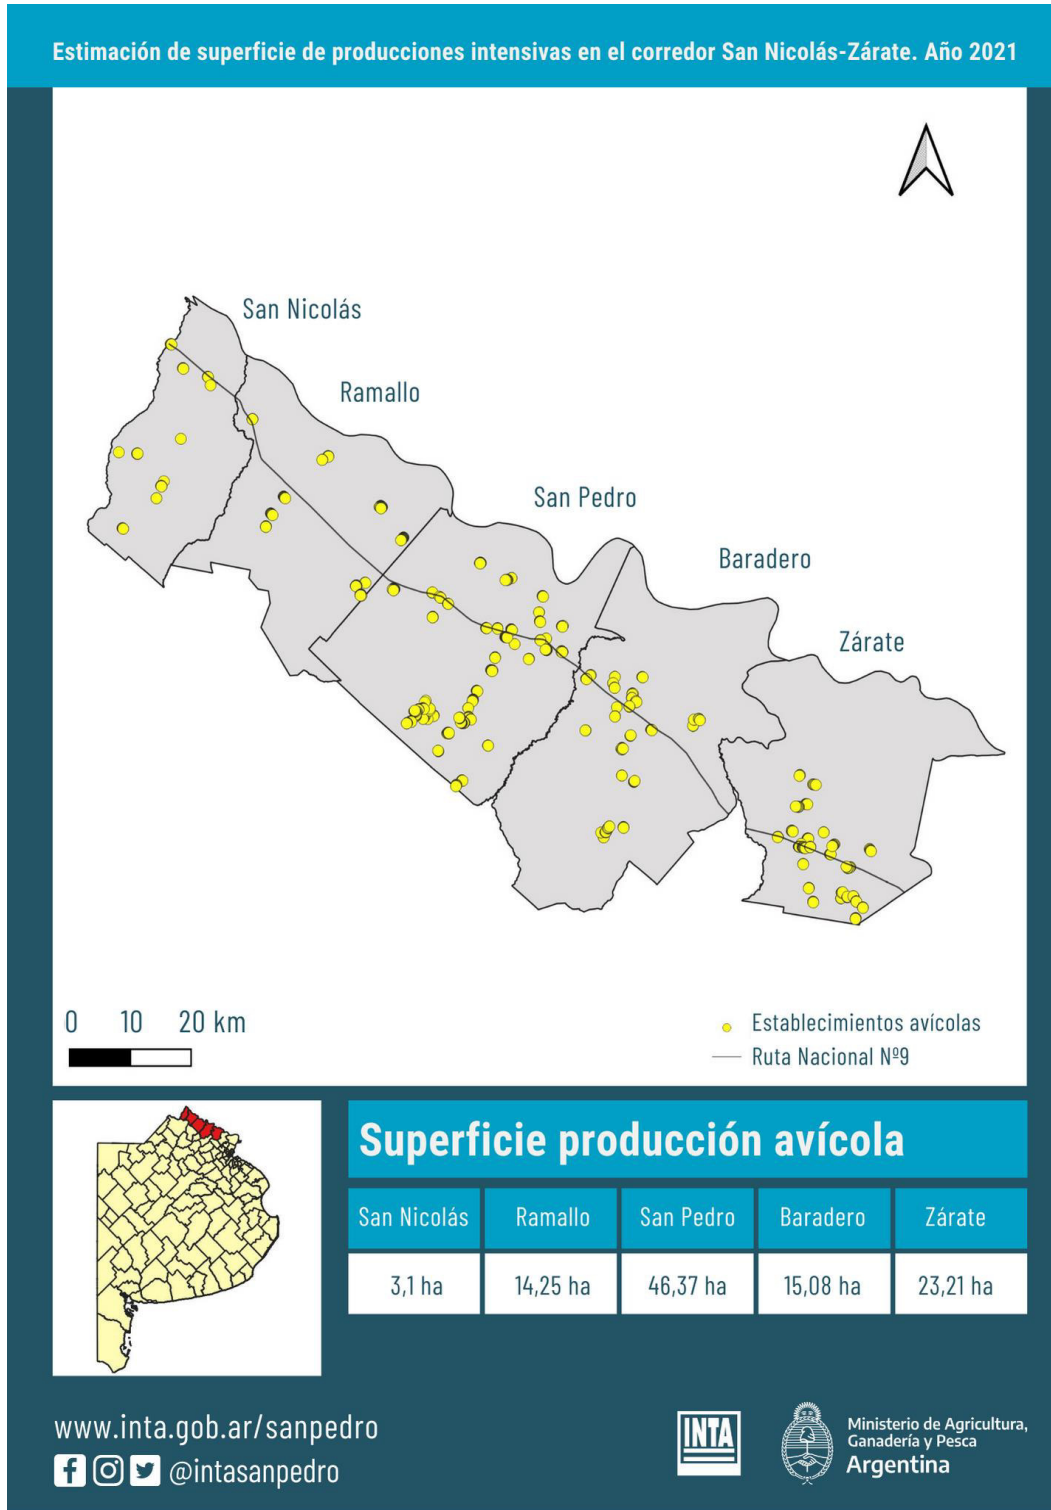 Estimación de superficie de producciones intensivas en el corredor San Nicolás-Zárate. Año 2021
San Nicolás
Ramallo
San Pedro
Baradero
Zárate
0 10 20 km
Establecimientos avícolas
Ruta Nacional Nº9
Superficie producción avícola
San Nicolás Ramallo San Pedro Baradero Zárate
3,1 ha 14,25 ha 46,37 ha 15,08 ha 23,21 ha
www.inta.gob.ar/sanpedro
@intasanpedro
INTA
Ministerio de Agricultura,
Ganadería y Pesca
Argentina